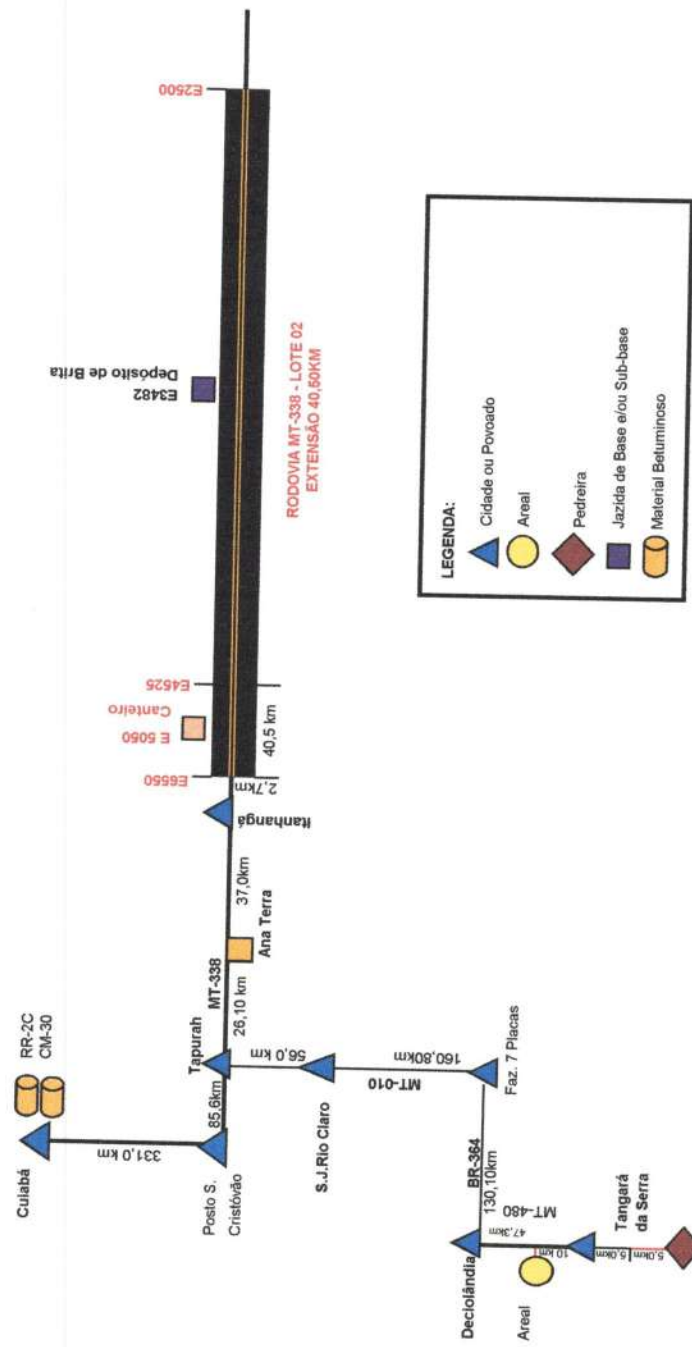 Cuiabá
RR-2C
CM-30
331,0 km
Posto S.
Cristóvão
85,6km
Tapurah
MT-338
26,10 km
Ana Terra
37,0km
Itanhangá
2,7km
E6550
E 5050
Canteiro
40,5 km
E4525
E3482
Depósito de Brita
E2500
RODOVIA MT-338 - LOTE 02
EXTENSÃO 40,50KM
56,0 km
S.J.Rio Claro
MT-010
160,80km
Faz. 7 Placas
BR-364
130,10km
Deciolândia
MT-480
47,3km
Areal
10 km
Tangará
da Serra
5,0km
5,0km
LEGENDA:
Cidade ou Povoado
Areal
Pedreira
Jazida de Base e/ou Sub-base
Material Betuminoso